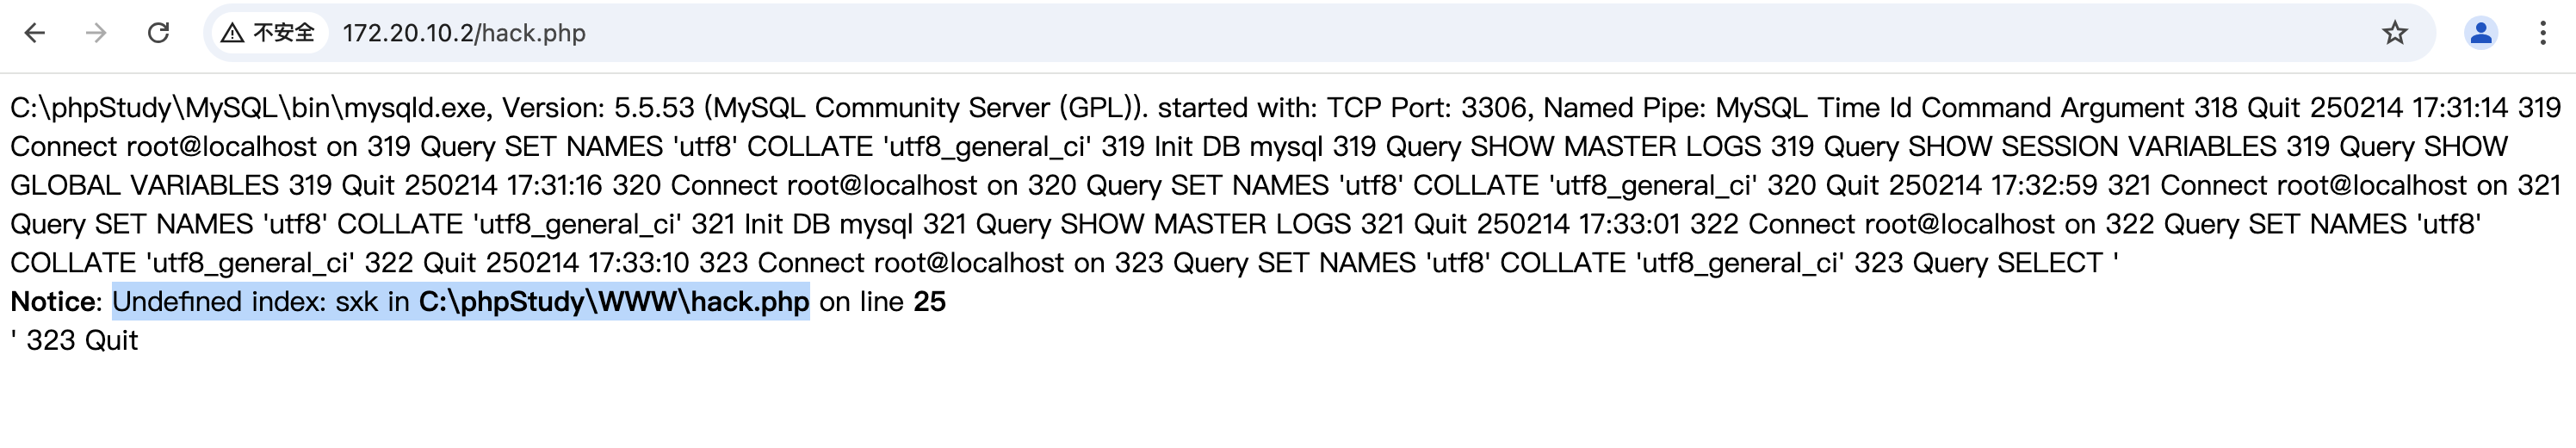 不安全 172.20.10.2/hack.php
C:\phpStudy\MySQL\bin\mysqld.exe, Version: 5.5.53 (MySQL Community Server (GPL)). started with: TCP Port: 3306, Named Pipe: MySQL Time Id Command Argument 318 Quit 250214 17:31:14 319
Connect root@localhost on 319 Query SET NAMES 'utf8' COLLATE 'utf8_general_ci' 319 Init DB mysql 319 Query SHOW MASTER LOGS 319 Query SHOW SESSION VARIABLES 319 Query SHOW
GLOBAL VARIABLES 319 Quit 250214 17:31:16 320 Connect root@localhost on 320 Query SET NAMES 'utf8' COLLATE 'utf8_general_ci' 320 Quit 250214 17:32:59 321 Connect root@localhost on 321
Query SET NAMES 'utf8' COLLATE 'utf8_general_ci' 321 Init DB mysql 321 Query SHOW MASTER LOGS 321 Quit 250214 17:33:01 322 Connect root@localhost on 322 Query SET NAMES 'utf8'
COLLATE 'utf8_general_ci' 322 Quit 250214 17:33:10 323 Connect root@localhost on 323 Query SET NAMES 'utf8' COLLATE 'utf8_general_ci' 323 Query SELECT '
Notice: Undefined index: sxk in C:\phpStudy\WWW\hack.php on line 25
' 323 Quit